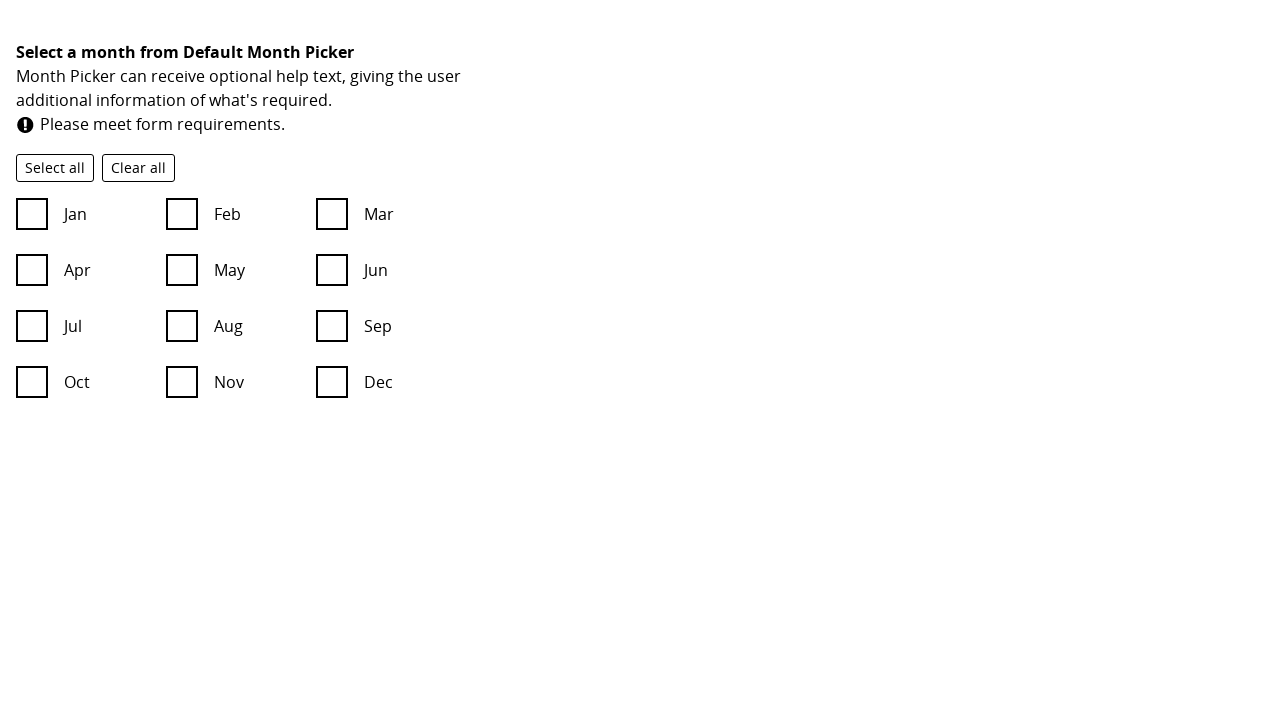 Select a month from Default Month Picker
Month Picker can receive optional help text, giving the user
additional information of what's required.
Please meet form requirements.
Select all Clear all
Jan Feb Mar
Apr May Jun
Jul Aug Sep
Oct Nov Dec